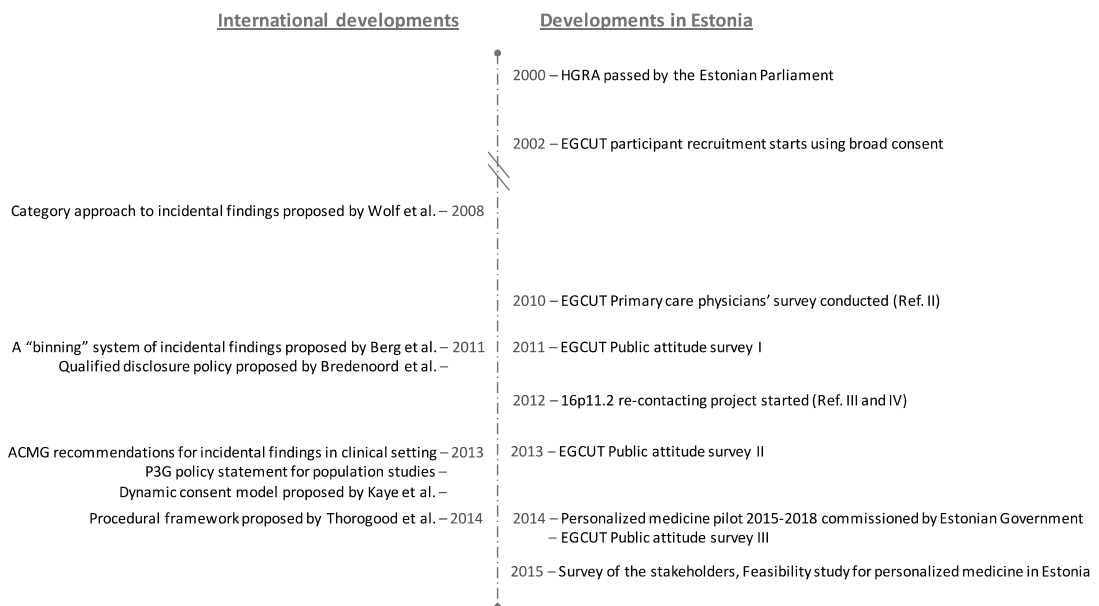 International developments
Developments in Estonia
2000 – HGRA passed by the Estonian Parliament
2002 – EGCUT participant recruitment starts using broad consent
Category approach to incidental findings proposed by Wolf et al. – 2008
2010 – EGCUT Primary care physicians’ survey conducted (Ref. II)
A “binning” system of incidental findings proposed by Berg et al. – 2011
2011 – EGCUT Public attitude survey I
Qualified disclosure policy proposed by Bredenoord et al. –
2012 – 16p11.2 re-contacting project started (Ref. III and IV)
ACMG recommendations for incidental findings in clinical setting – 2013
2013 – EGCUT Public attitude survey II
P3G policy statement for population studies –
Dynamic consent model proposed by Kaye et al. –
Procedural framework proposed by Thorogood et al. – 2014
2014 – Personalized medicine pilot 2015-2018 commissioned by Estonian Government
– EGCUT Public attitude survey III
2015 – Survey of the stakeholders, Feasibility study for personalized medicine in Estonia